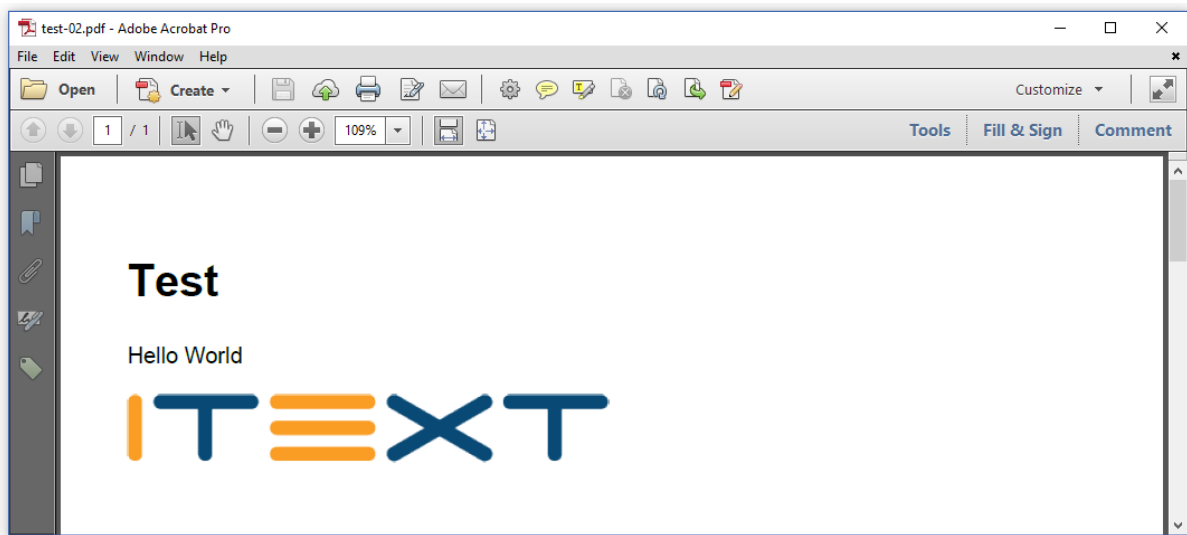 test-02.pdf - Adobe Acrobat Pro
File Edit View Window Help
Open Create Customize
1 / 1 109% Tools Fill & Sign Comment
Test
Hello World
ITEXT